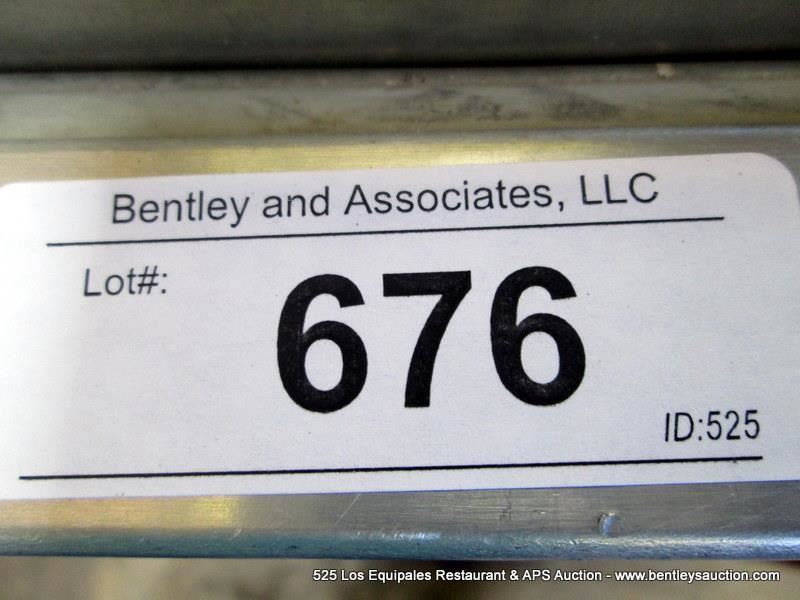 Bentley and Associates, LLC
Lot#:
676
ID:525
525 Los Equipales Restaurant & APS Auction - www.bentleysauction.com